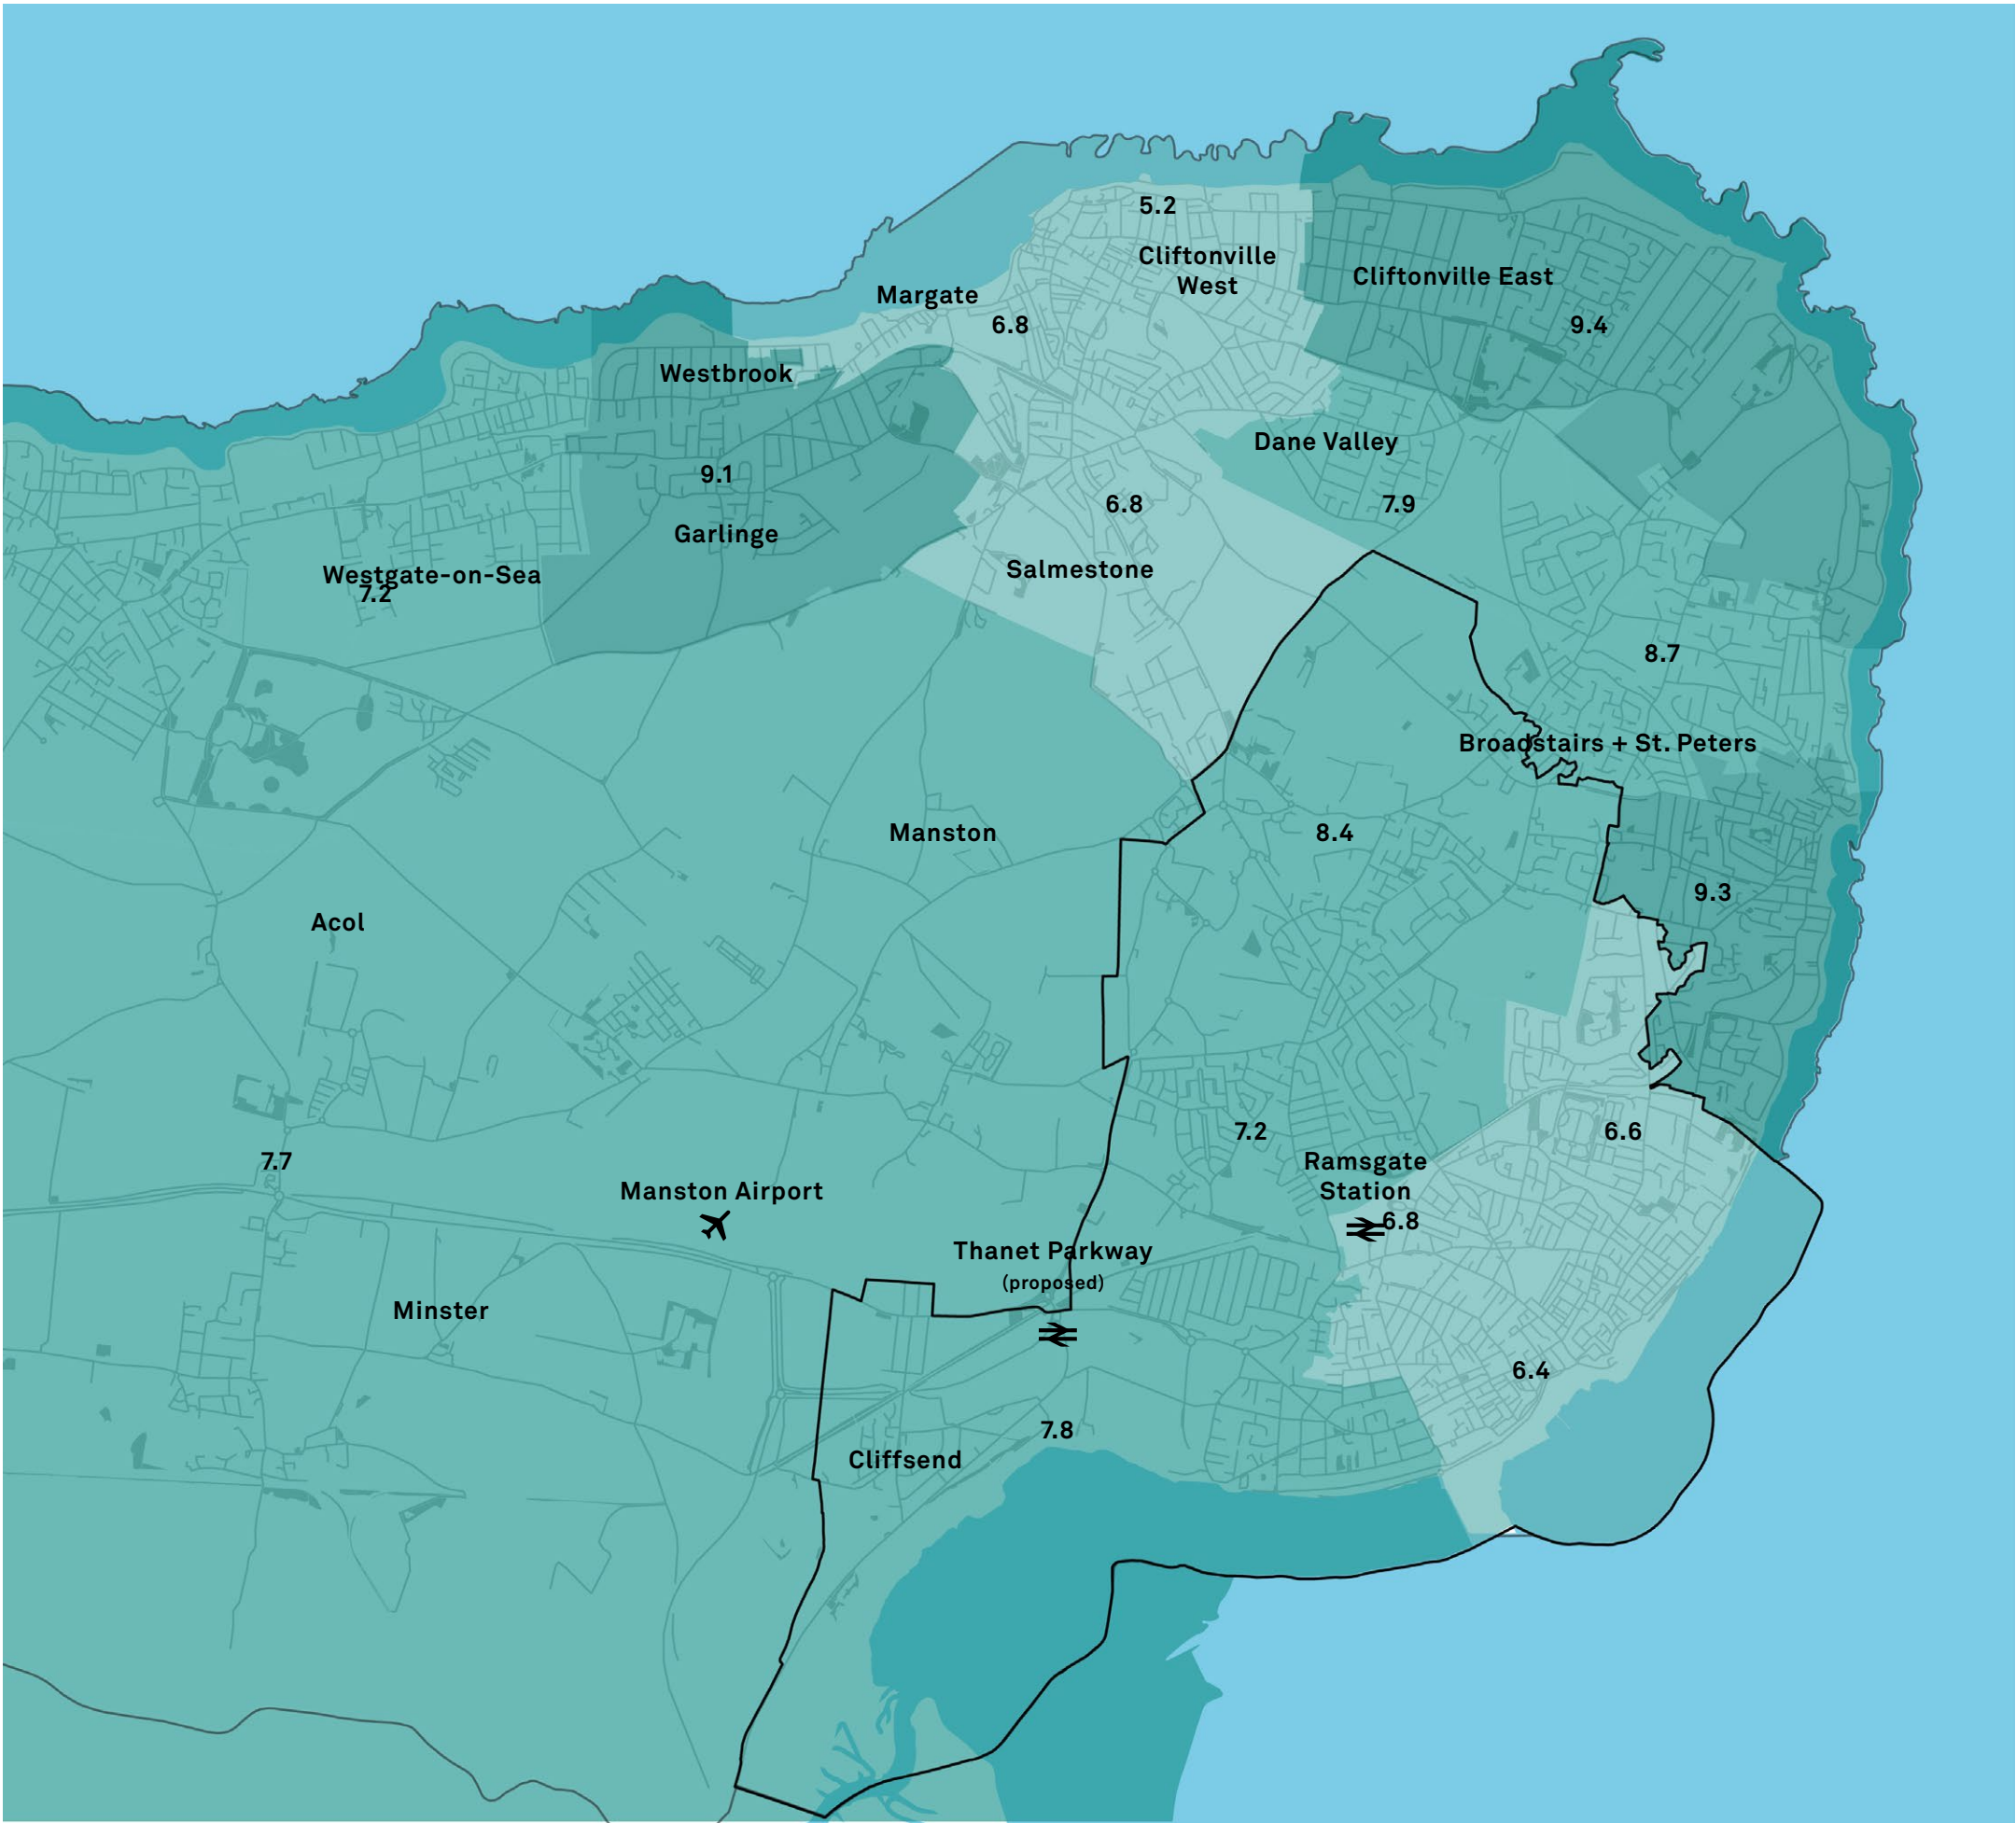 5.2
Cliftonville
West
Cliftonville East
Margate
6.8
9.4
Westbrook
Dane Valley
9.1
6.8
7.9
Garlinge
Salmestone
Westgate-on-Sea
7.2
8.7
Broadstairs + St. Peters
Manston
8.4
9.3
Acol
7.2
6.6
7.7
Ramsgate
Station
6.8
Manston Airport
Thanet Parkway
(proposed)
Minster
6.4
7.8
Cliffsend